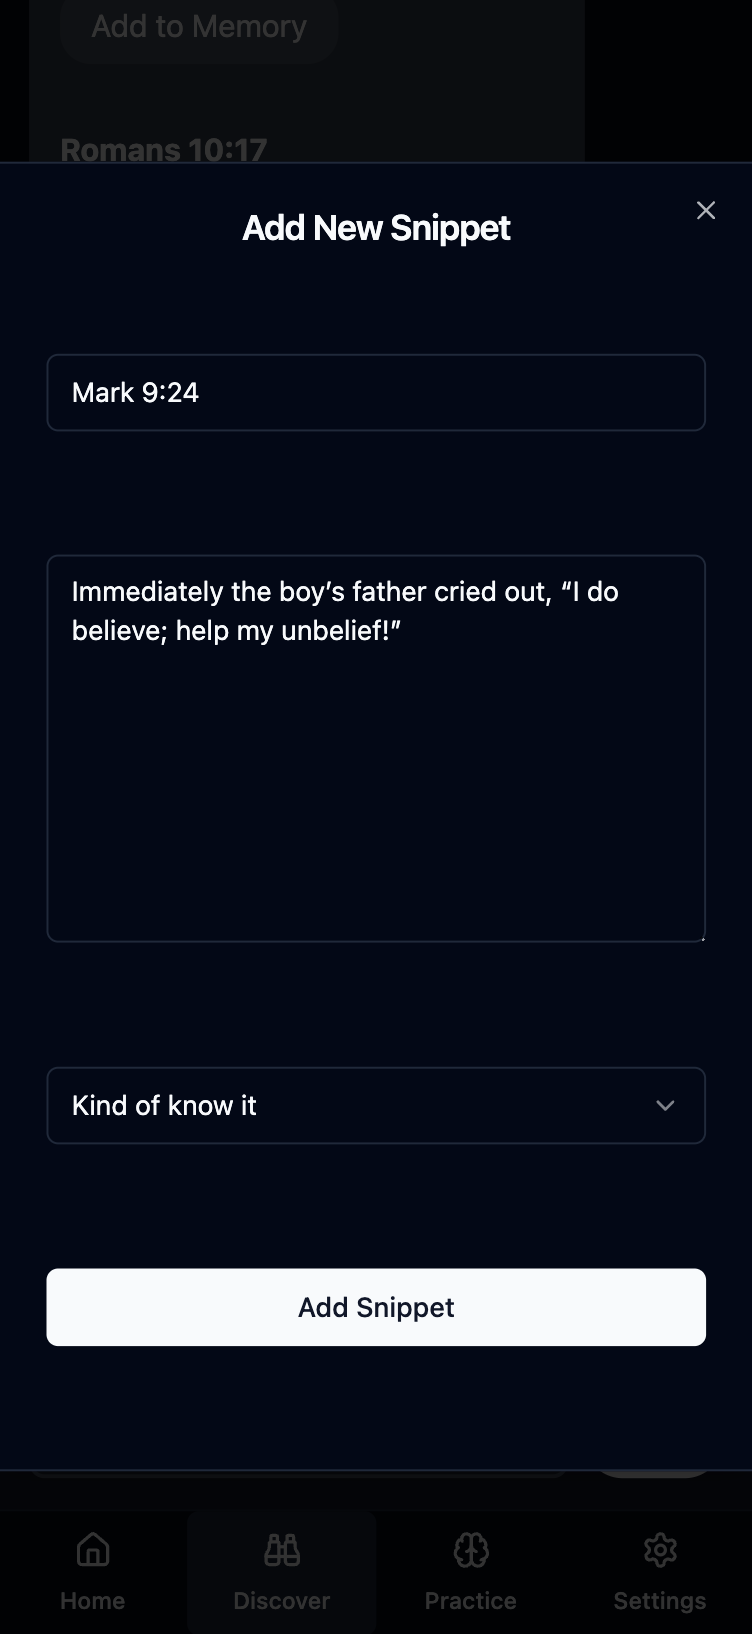 Add to Memory
Romans 10:17
Add New Snippet
Mark 9:24
Immediately the boy’s father cried out, “I do
believe; help my unbelief!”
Kind of know it
Add Snippet
Home
Discover
Practice
Settings